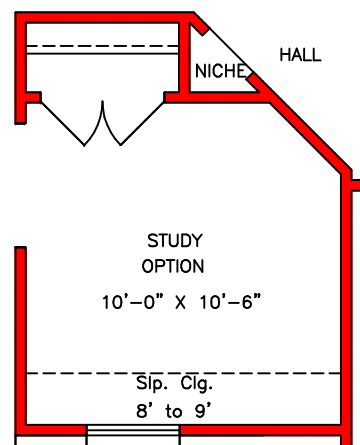 HALL
NICHE
STUDY
OPTION
10'-0" X 10'-6"
Slp. Clg.
8' to 9'